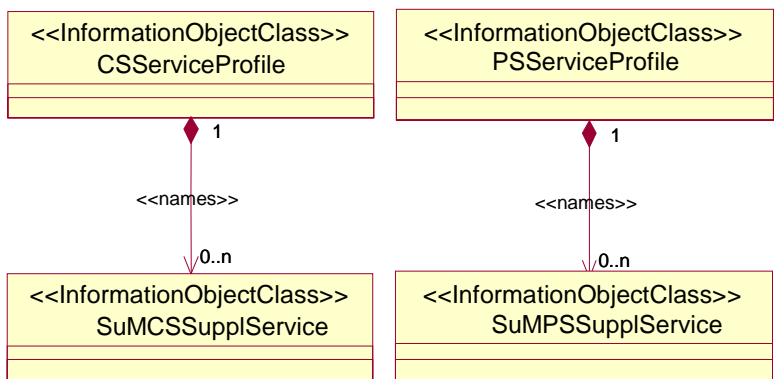 <<InformationObjectClass>>
CSServiceProfile
1
<<names>>
0..n
<<InformationObjectClass>>
SuMCSSupplService
<<InformationObjectClass>>
PSServiceProfile
1
<<names>>
0..n
<<InformationObjectClass>>
SuMPSSupplService